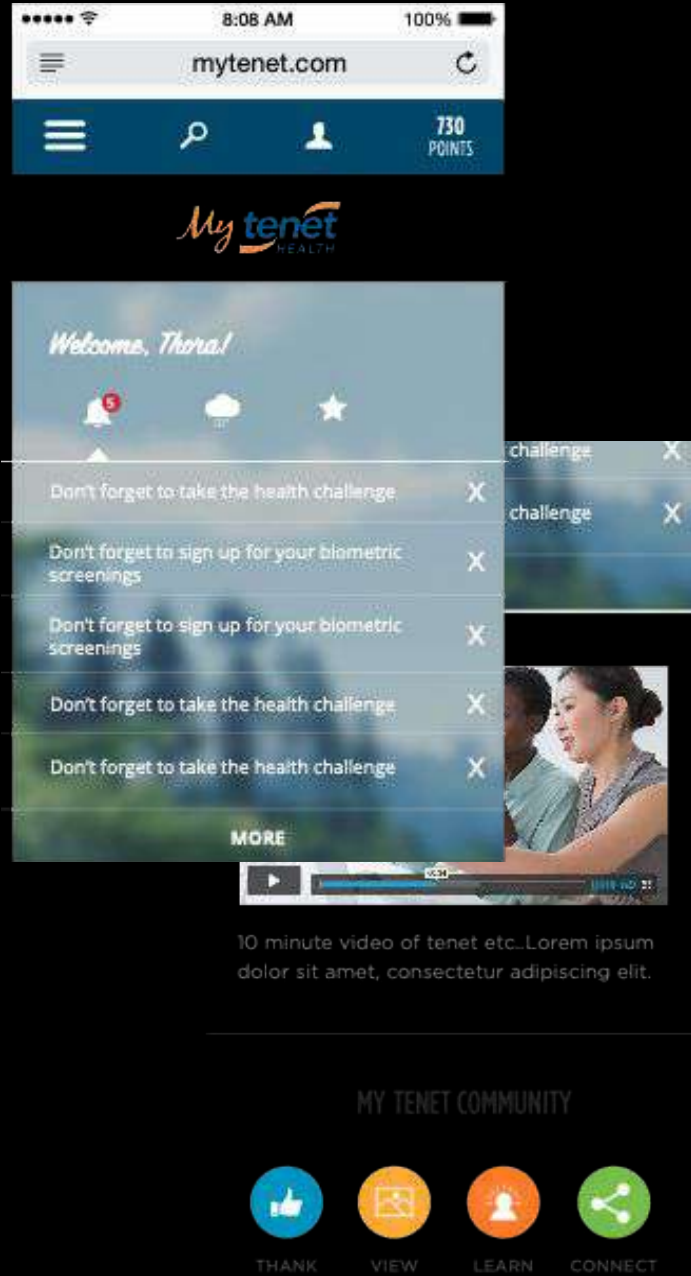 8:08 AM
100%
mytenet.com
730
POINTS
My tenet
HEALTH
Welcome, Thora!
5
challenge X
Don't forget to take the health challenge X
challenge X
Don't forget to sign up for your biometric
screenings X
Don't forget to sign up for your biometric
screenings X
Don't forget to take the health challenge X
Don't forget to take the health challenge X
MORE
10 minute video of tenet etc..Lorem ipsum
dolor sit amet, consectetur adipiscing elit.
MY TENET COMMUNITY
THANK VIEW LEARN CONNECT